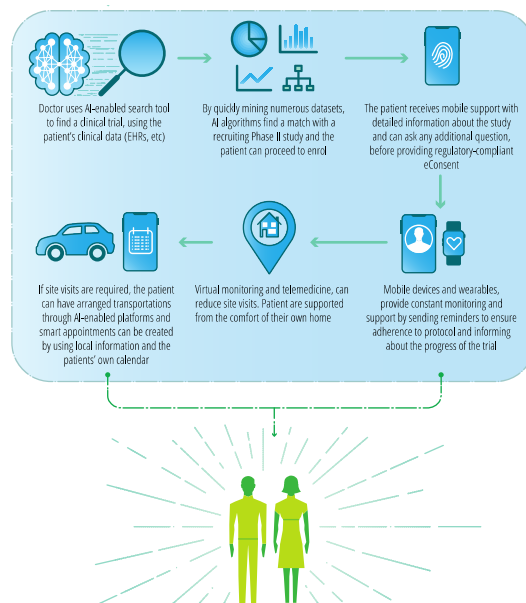 Doctor uses AI-enabled search tool
to find a clinical trial, using the
patient's clinical data (EHRs, etc)
By quickly mining numerous datasets,
AI algorithms find a match with a
recruiting Phase II study and the
patient can proceed to enrol
The patient receives mobile support with
detailed information about the study
and can ask any additional question,
before providing regulatory-compliant
eConsent
If site visits are required, the patient
can have arranged transportations
through AI-enabled platforms and
smart appointments can be created
by using local information and the
patients' own calendar
Virtual monitoring and telemedicine, can
reduce site visits. Patient are supported
from the comfort of their own home
Mobile devices and wearables,
provide constant monitoring and
support by sending reminders to ensure
adherence to protocol and informing
about the progress of the trial